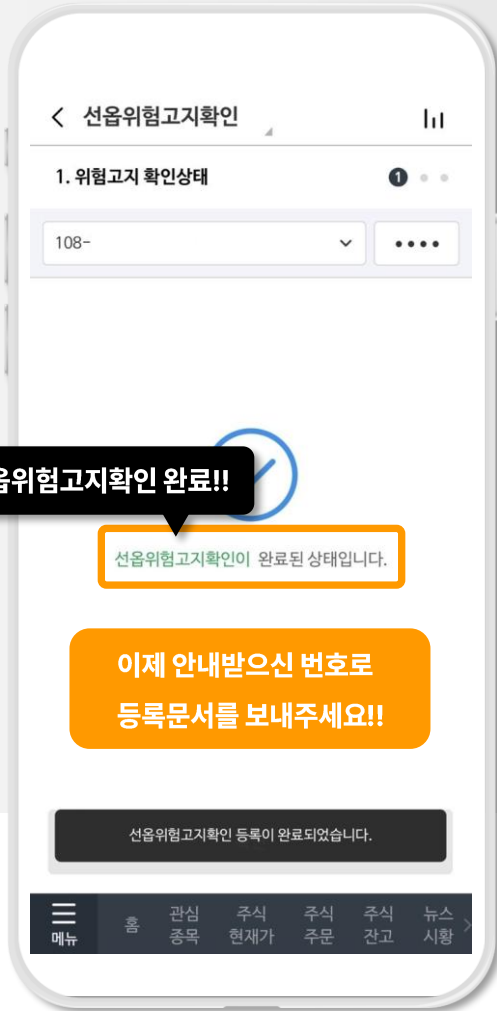 선옵위험고지확인
1. 위험고지 확인상태
1
108-
옵위험고지확인 완료!!
선옵위험고지확인이 완료된 상태입니다.
이제 안내받으신 번호로
등록문서를 보내주세요!!
선옵위험고지확인 등록이 완료되었습니다.
메뉴
홈
관심
종목
주식
현재가
주식
주문
주식
잔고
뉴스
시황